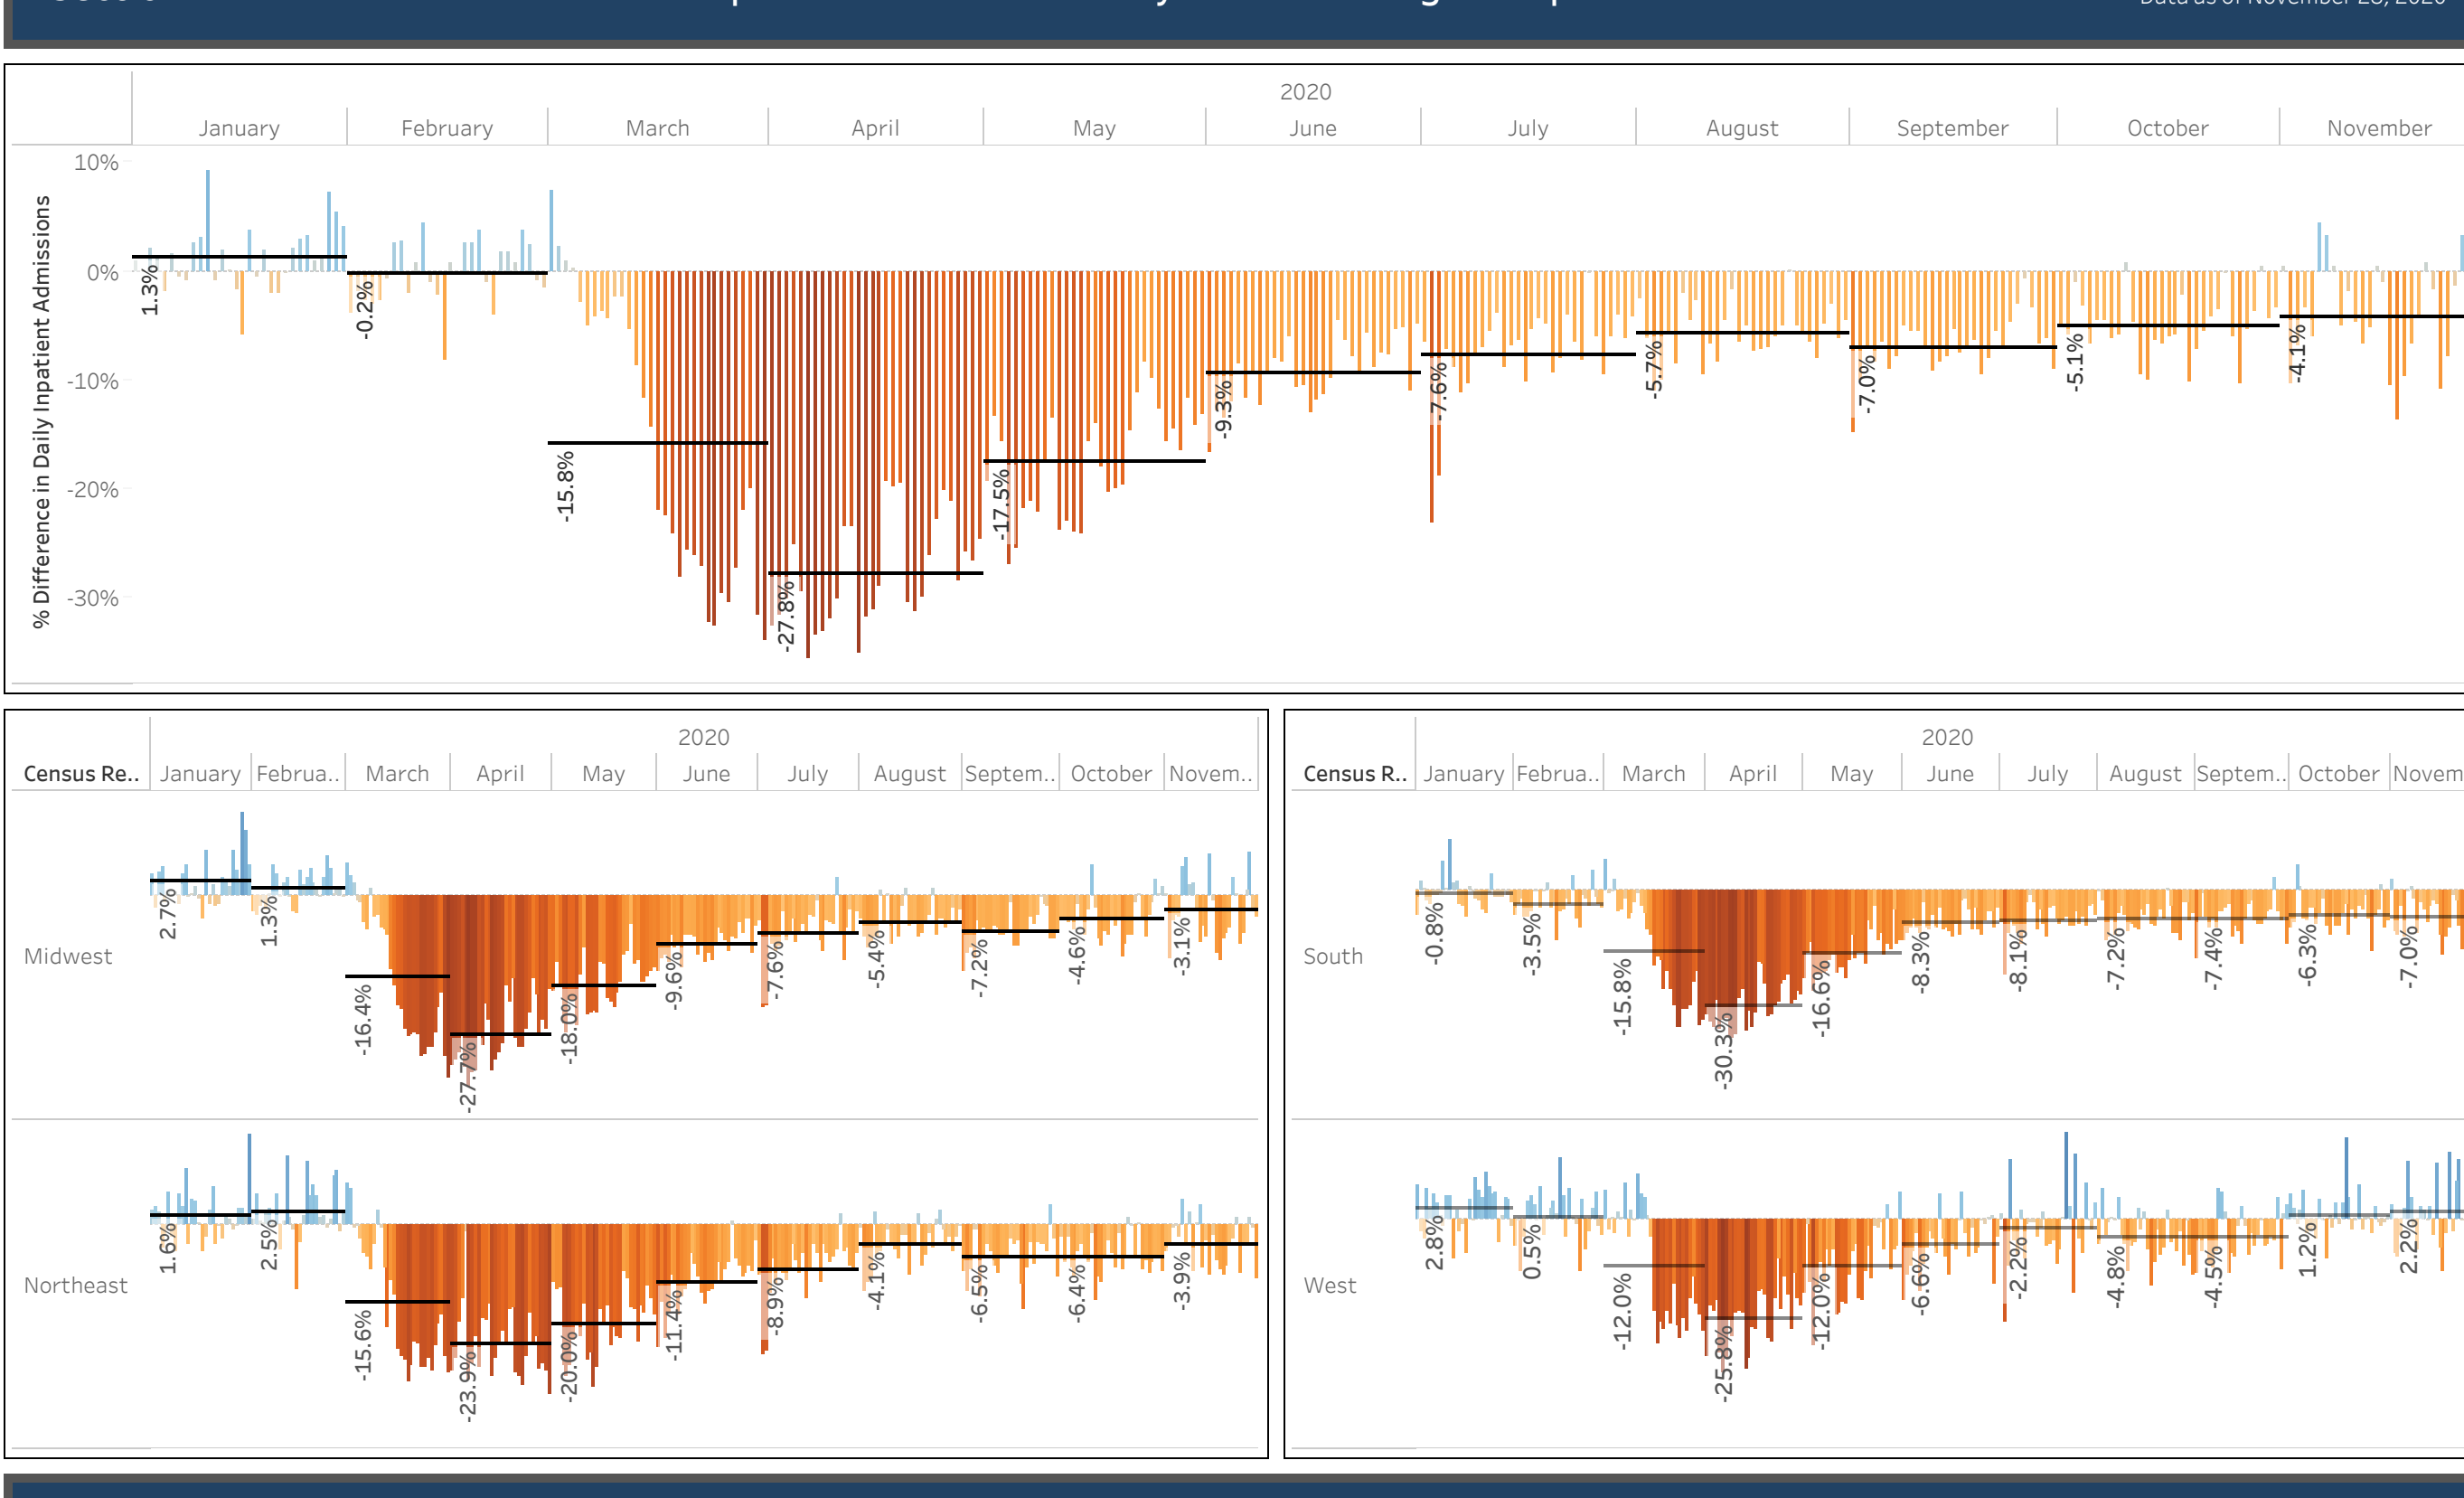 2020
January February March April May June July August September October November
% Difference in Daily Inpatient Admissions
10%
0%
-10%
-20%
-30%
1.3% -0.2% -15.8% -27.8% -17.5% -9.3% -7.6% -5.7% -7.0% -5.1% -4.1%
2020
Census Re.. January Februa.. March April May June July August Septem.. October Novem..
Midwest
2.7% 1.3% -16.4% -27.7% -18.0% -9.6% -7.6% -5.4% -7.2% -4.6% -3.1%
Northeast
1.6% 2.5% -15.6% -23.9% -20.0% -11.4% -8.9% -4.1% -6.5% -6.4% -3.9%
2020
Census R.. January Februa.. March April May June July August Septem.. October Novem
South
-0.8% -3.5% -15.8% -30.3% -16.6% -8.3% -8.1% -7.2% -7.4% -6.3% -7.0%
West
2.8% 0.5% -12.0% -25.8% -12.0% -6.6% -2.2% -4.8% -4.5% 1.2% 2.2%